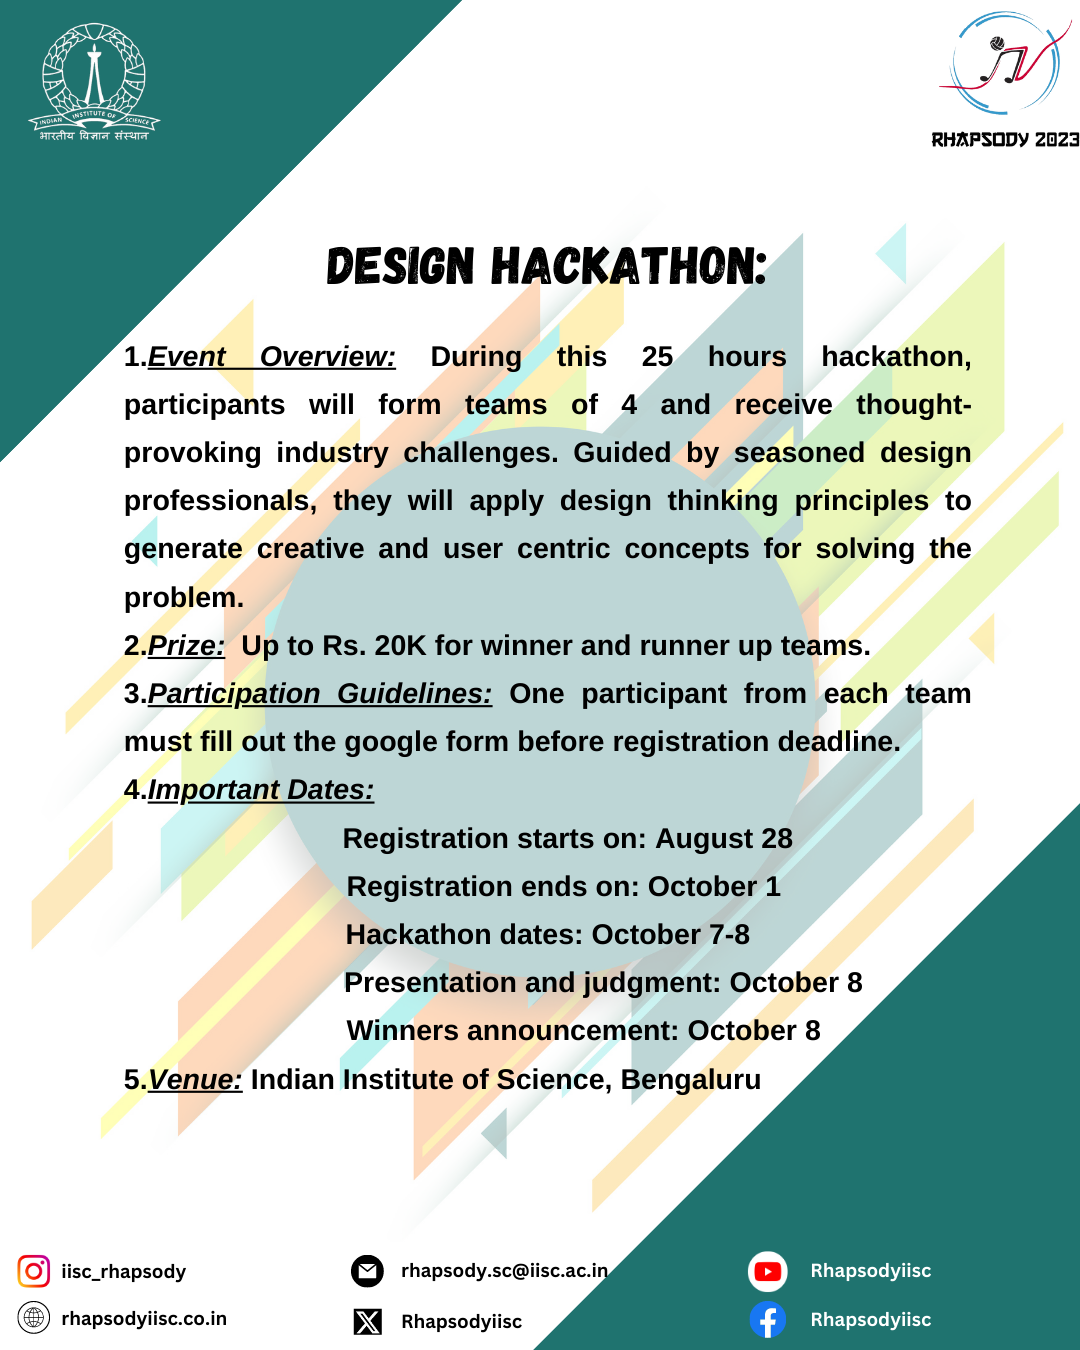 INDIAN INSTITUTE OF SCIENCE
भारतीय विज्ञान संस्थान
RHAPSODY 2023
DESIGN HACKATHON:
1.Event Overview: During this 25 hours hackathon,
participants will form teams of 4 and receive thought-
provoking industry challenges. Guided by seasoned design
professionals, they will apply design thinking principles to
generate creative and user centric concepts for solving the
problem.
2.Prize: Up to Rs. 20K for winner and runner up teams.
3.Participation Guidelines: One participant from each team
must fill out the google form before registration deadline.
4.Important Dates:
Registration starts on: August 28
Registration ends on: October 1
Hackathon dates: October 7-8
Presentation and judgment: October 8
Winners announcement: October 8
5.Venue: Indian Institute of Science, Bengaluru
iisc_rhapsody
rhapsody.sc@iisc.ac.in
Rhapsodyiisc
rhapsodyiisc.co.in
Rhapsodyiisc
Rhapsodyiisc